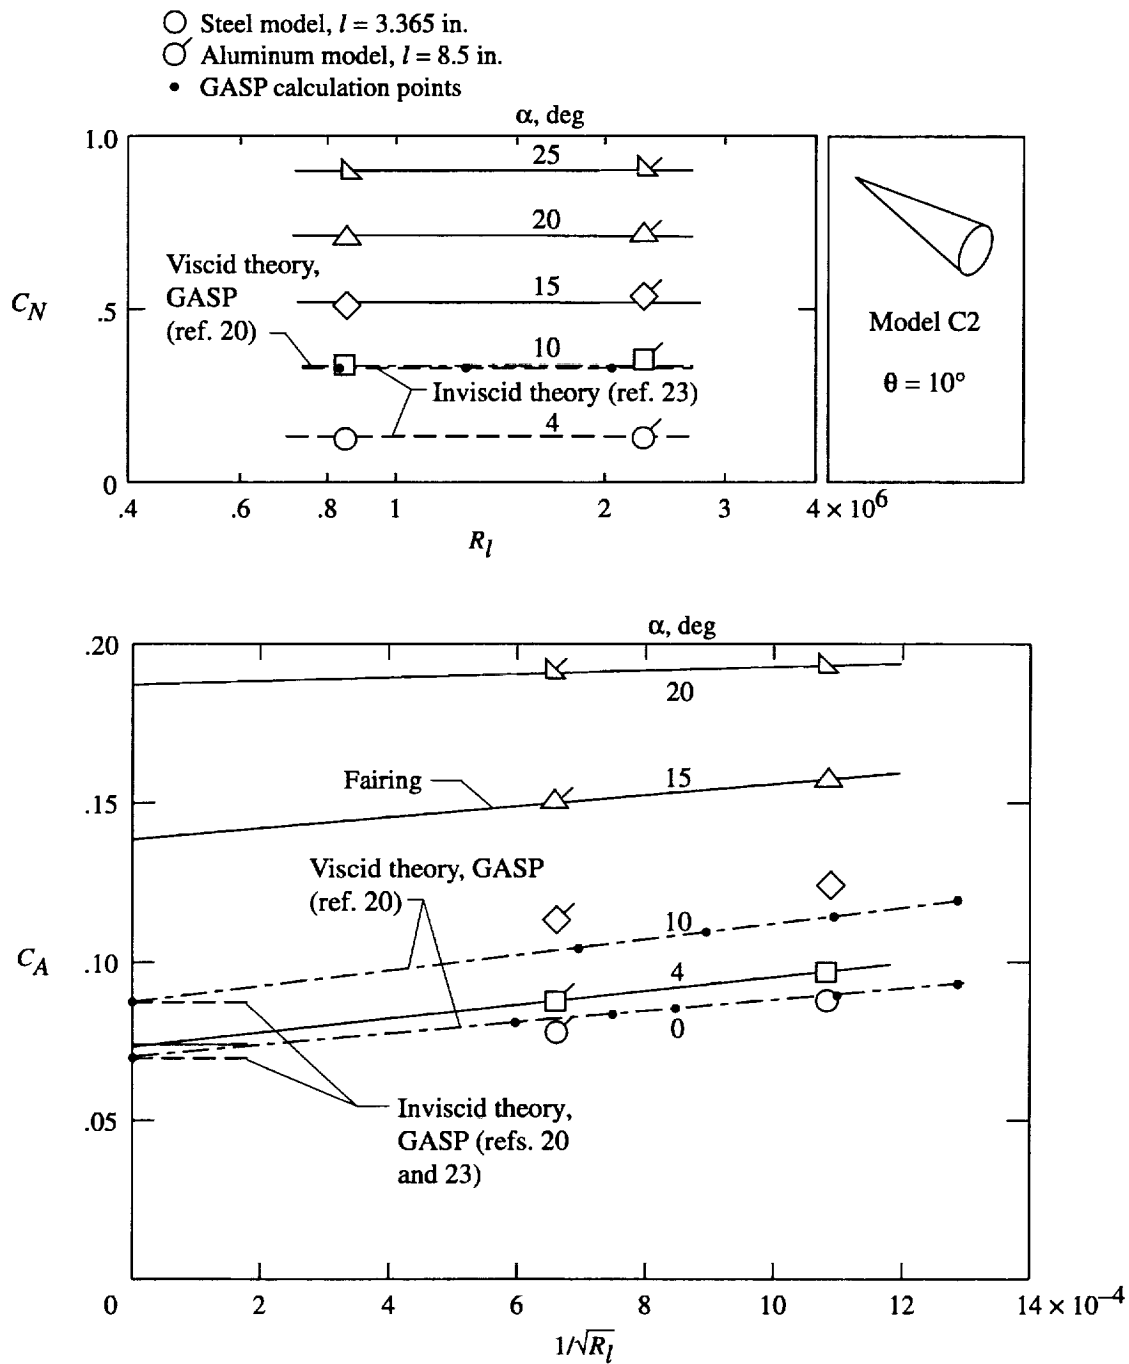 Steel model, l = 3.365 in.
Aluminum model, l = 8.5 in.
GASP calculation points
α, deg
1.0
25
20
Viscid theory,
GASP
(ref. 20)
15
C_N
.5
Model C2
10
θ = 10°
Inviscid theory (ref. 23)
4
0
.4 .6 .8 1 2 3 4 × 10^6
R_l
α, deg
.20
20
Fairing
15
.15
Viscid theory, GASP
(ref. 20)
10
C_A
.10
4
0
Inviscid theory,
GASP (refs. 20
and 23)
.05
0 2 4 6 8 10 12 14 × 10^–4
1/√R_l